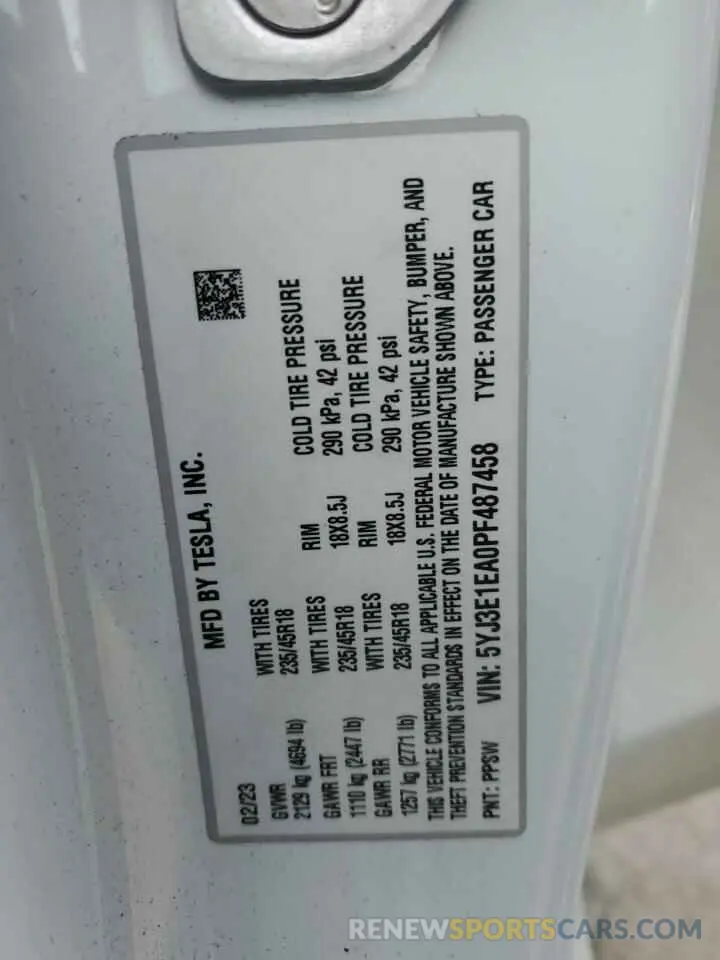 MFD BY TESLA, INC.
02/23
GVWR WITH TIRES RIM COLD TIRE PRESSURE
2129 kg (4694 lb) 235/45R18 18X8.5J 290 kPa, 42 psi
GAWR FRT WITH TIRES RIM COLD TIRE PRESSURE
1110 kg (2447 lb) 235/45R18 18X8.5J 290 kPa, 42 psi
GAWR RR WITH TIRES
1257 kg (2771 lb) 235/45R18
THIS VEHICLE CONFORMS TO ALL APPLICABLE U.S. FEDERAL MOTOR VEHICLE SAFETY, BUMPER, AND
THEFT PREVENTION STANDARDS IN EFFECT ON THE DATE OF MANUFACTURE SHOWN ABOVE.
PNT: PPSW VIN: 5YJ3E1EA0PF487458 TYPE: PASSENGER CAR
RENEWSPORTSCARS.COM